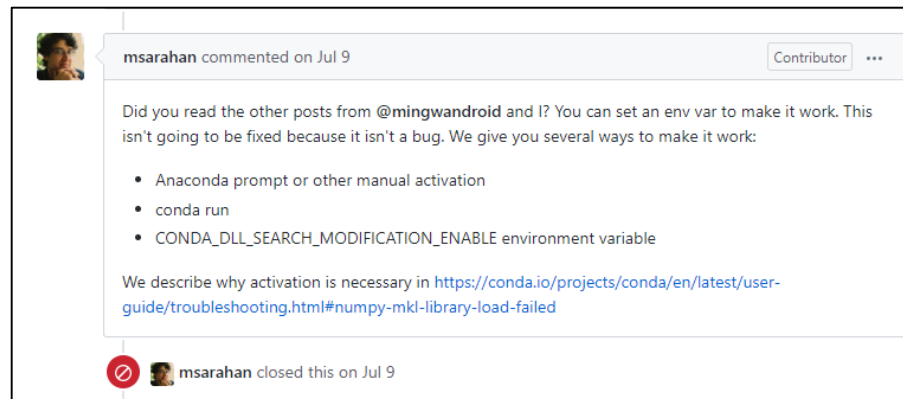 msarahan commented on Jul 9
Contributor
Did you read the other posts from @mingwandroid and I? You can set an env var to make it work. This
isn't going to be fixed because it isn't a bug. We give you several ways to make it work:
• Anaconda prompt or other manual activation
• conda run
• CONDA_DLL_SEARCH_MODIFICATION_ENABLE environment variable
We describe why activation is necessary in https://conda.io/projects/conda/en/latest/user-
guide/troubleshooting.html#numpy-mkl-library-load-failed
msarahan closed this on Jul 9